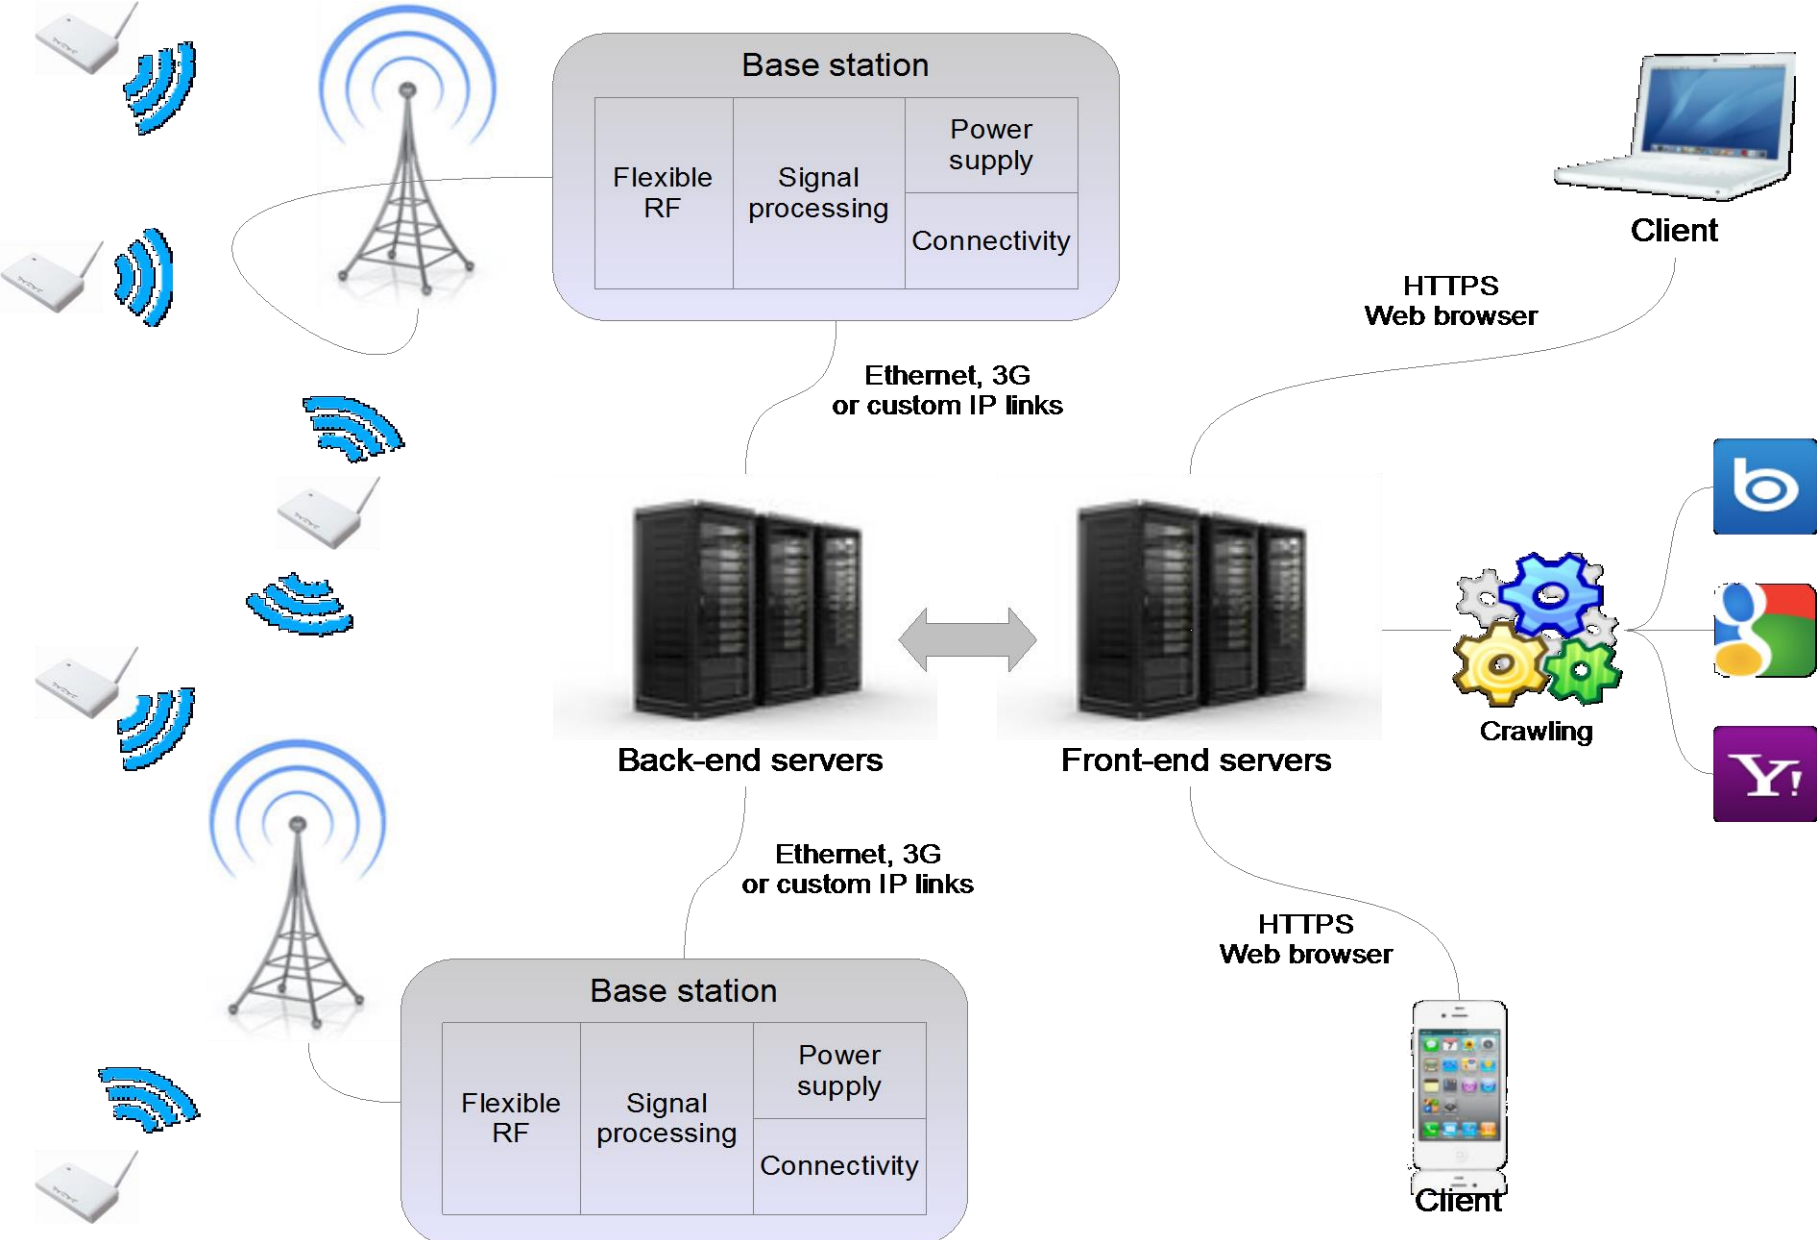 Base station
Flexible
RF
Signal
processing
Power
supply
Connectivity
Client
HTTPS
Web browser
Ethernet, 3G
or custom IP links
b
g
Crawling
Y!
Back-end servers
Front-end servers
Ethernet, 3G
or custom IP links
HTTPS
Web browser
Base station
Flexible
RF
Signal
processing
Power
supply
Connectivity
Client